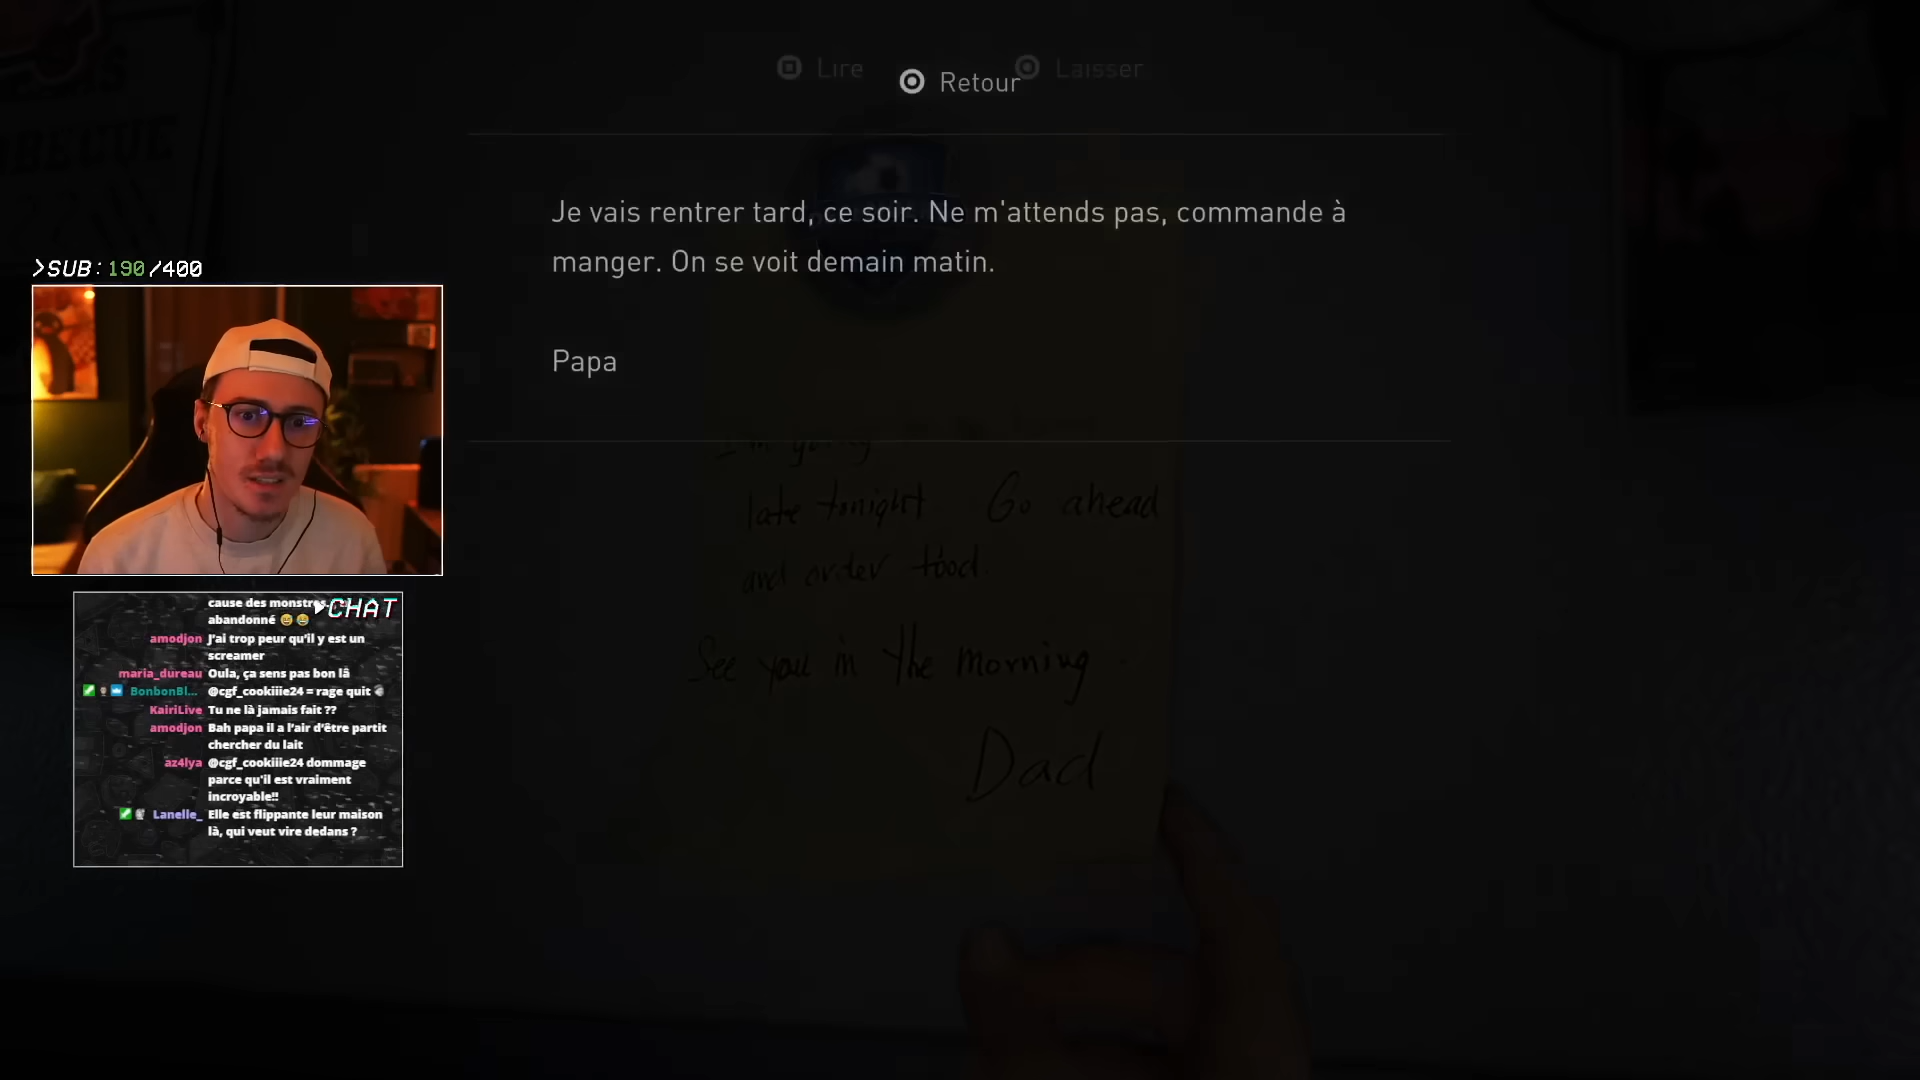 BECUE
Lire
Laisser
Retour
Je vais rentrer tard, ce soir. Ne m'attends pas, commande à
manger. On se voit demain matin.
Papa
I'm going
late tonight Go ahead
and order food.
See you in the morning.
Dad
>SUB:190/400
CHAT
cause des monstres
abandonné 😅😂
amodjon J'ai trop peur qu'il y est un
screamer
maria_dureau Oula, ça sens pas bon lâ
BonbonBl... @cgf_cookiiie24 = rage quit
KairiLive Tu ne là jamais fait ??
amodjon Bah papa il a l'air d'être partit
chercher du lait
az4lya @cgf_cookiiie24 dommage
parce qu'il est vraiment
incroyable!!
Lanelle_ Elle est flippante leur maison
là, qui veut vire dedans ?